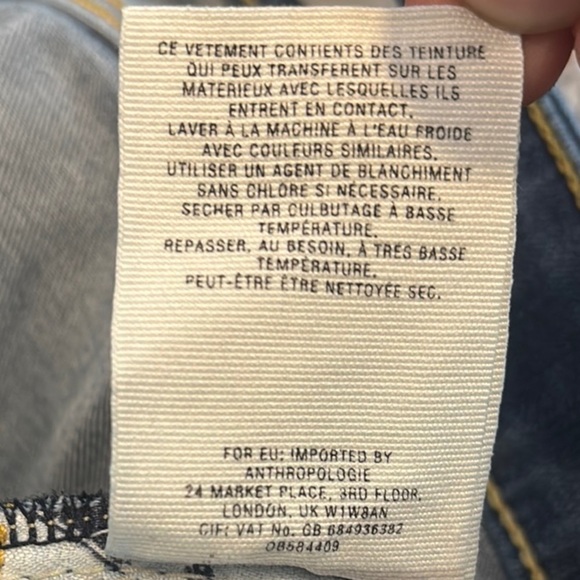 CE VETEMENT CONTIENTS DES TEINTURE
QUI PEUX TRANSFERENT SUR LES
MATERIEUX AVEC LESQUELLES ILS
ENTRENT EN CONTACT.
LAVER À LA MACHINE À L'EAU FROIDE
AVEC COULEURS SIMILAIRES.
UTILISER UN AGENT DE BLANCHIMENT
SANS CHLORE SI NÉCESSAIRE.
SECHER PAR CULBUTAGE À BASSE
TEMPÉRATURE.
REPASSER, AU BESOIN, À TRÈS BASSE
TEMPÉRATURE.
PEUT-ÊTRE ÊTRE NETTOYÉE SEC.
FOR EU: IMPORTED BY
ANTHROPOLOGIE
24 MARKET PLACE, 3RD FLOOR,
LONDON, UK W1W8AN
CIF: VAT No. GB 684936382
OB584409